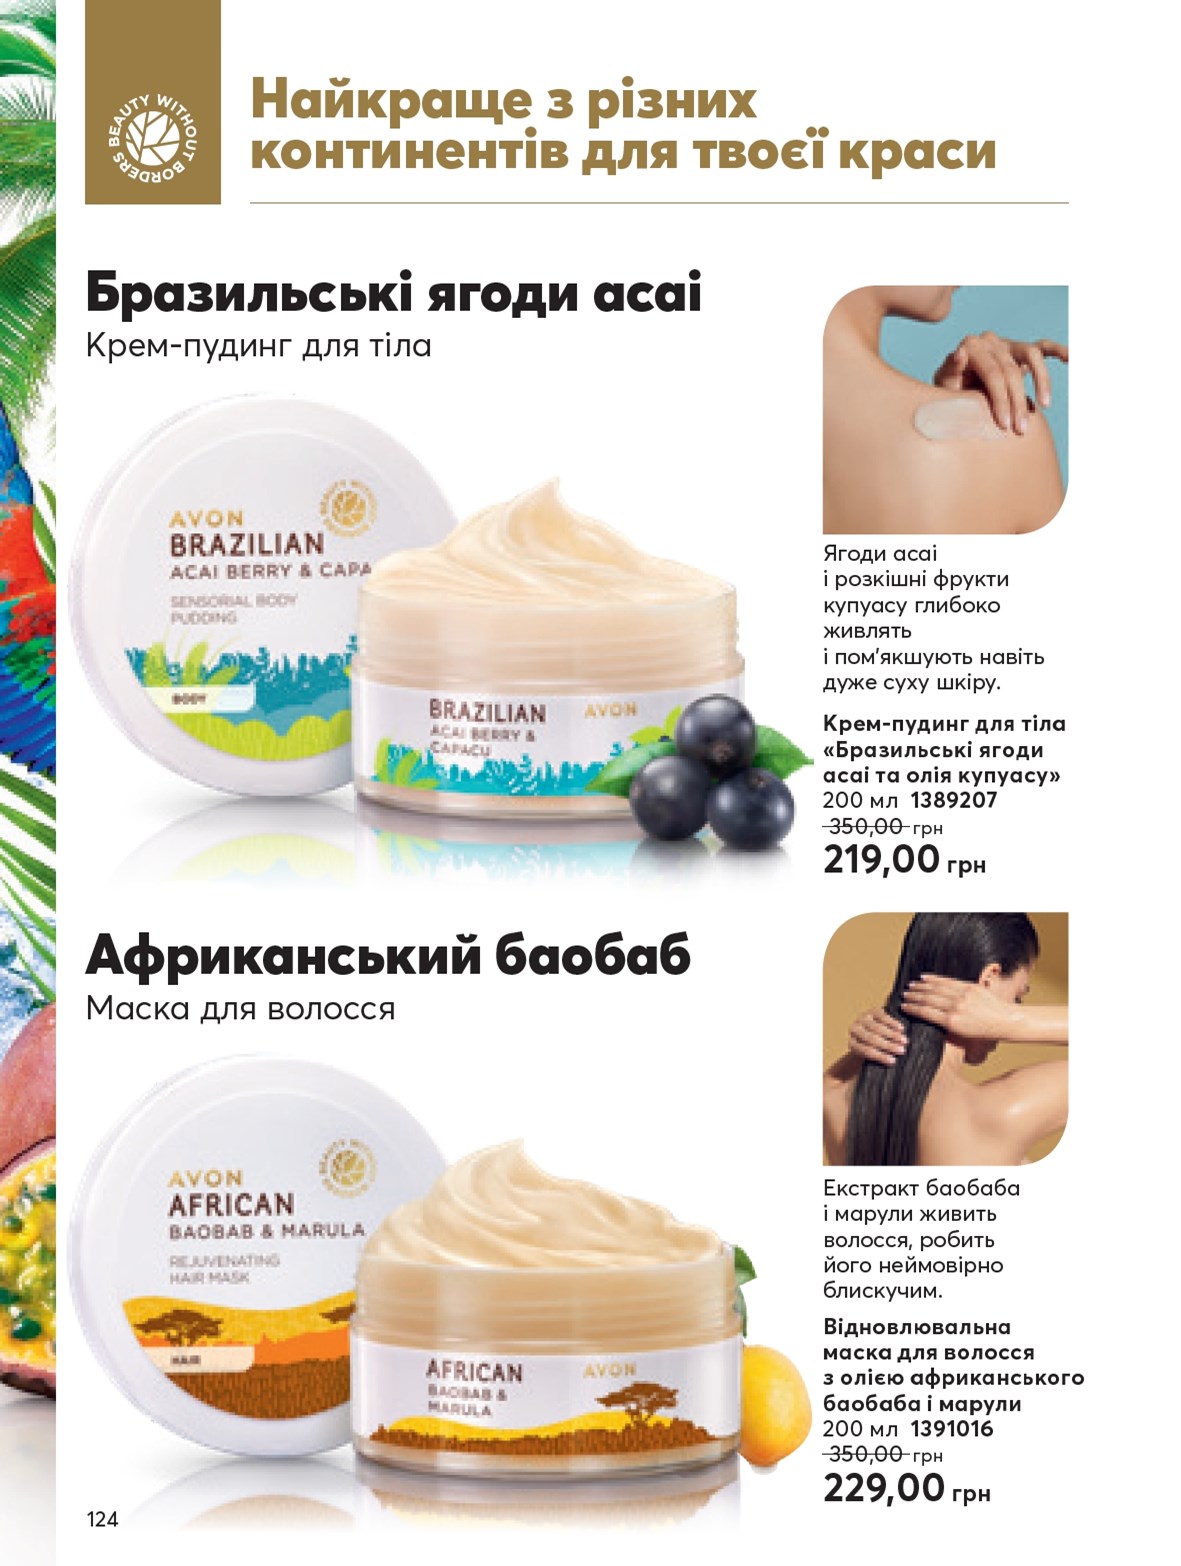 BEAUTY WITHOUT BORDERS
Найкраще з різних
континентів для твоєї краси
Бразильські ягоди асаі
Крем-пудинг для тіла
BEAUTY WITHOUT
AVON
BRAZILIAN
ACAI BERRY & CAPA
SENSORIAL BODY
PUDDING
BODY
BRAZILIAN
AVON
ACAI BERRY &
CAPACU
Ягоди асаі
і розкішні фрукти
купуасу глибоко
живлять
і пом’якшують навіть
дуже суху шкіру.
Крем-пудинг для тіла
«Бразильські ягоди
асаі та олія купуасу»
200 мл 1389207
350,00 грн
219,00 грн
Африканський баобаб
Маска для волосся
BEAUTY WITHOUT
AVON
AFRICAN
BAOBAB & MARULA
REJUVENATING
HAIR MASK
HAIR
AFRICAN
AVON
BAOBAB &
MARULA
Екстракт баобаба
і марули живить
волосся, робить
його неймовірно
блискучим.
Відновлювальна
маска для волосся
з олією африканського
баобаба і марули
200 мл 1391016
350,00 грн
229,00 грн
124